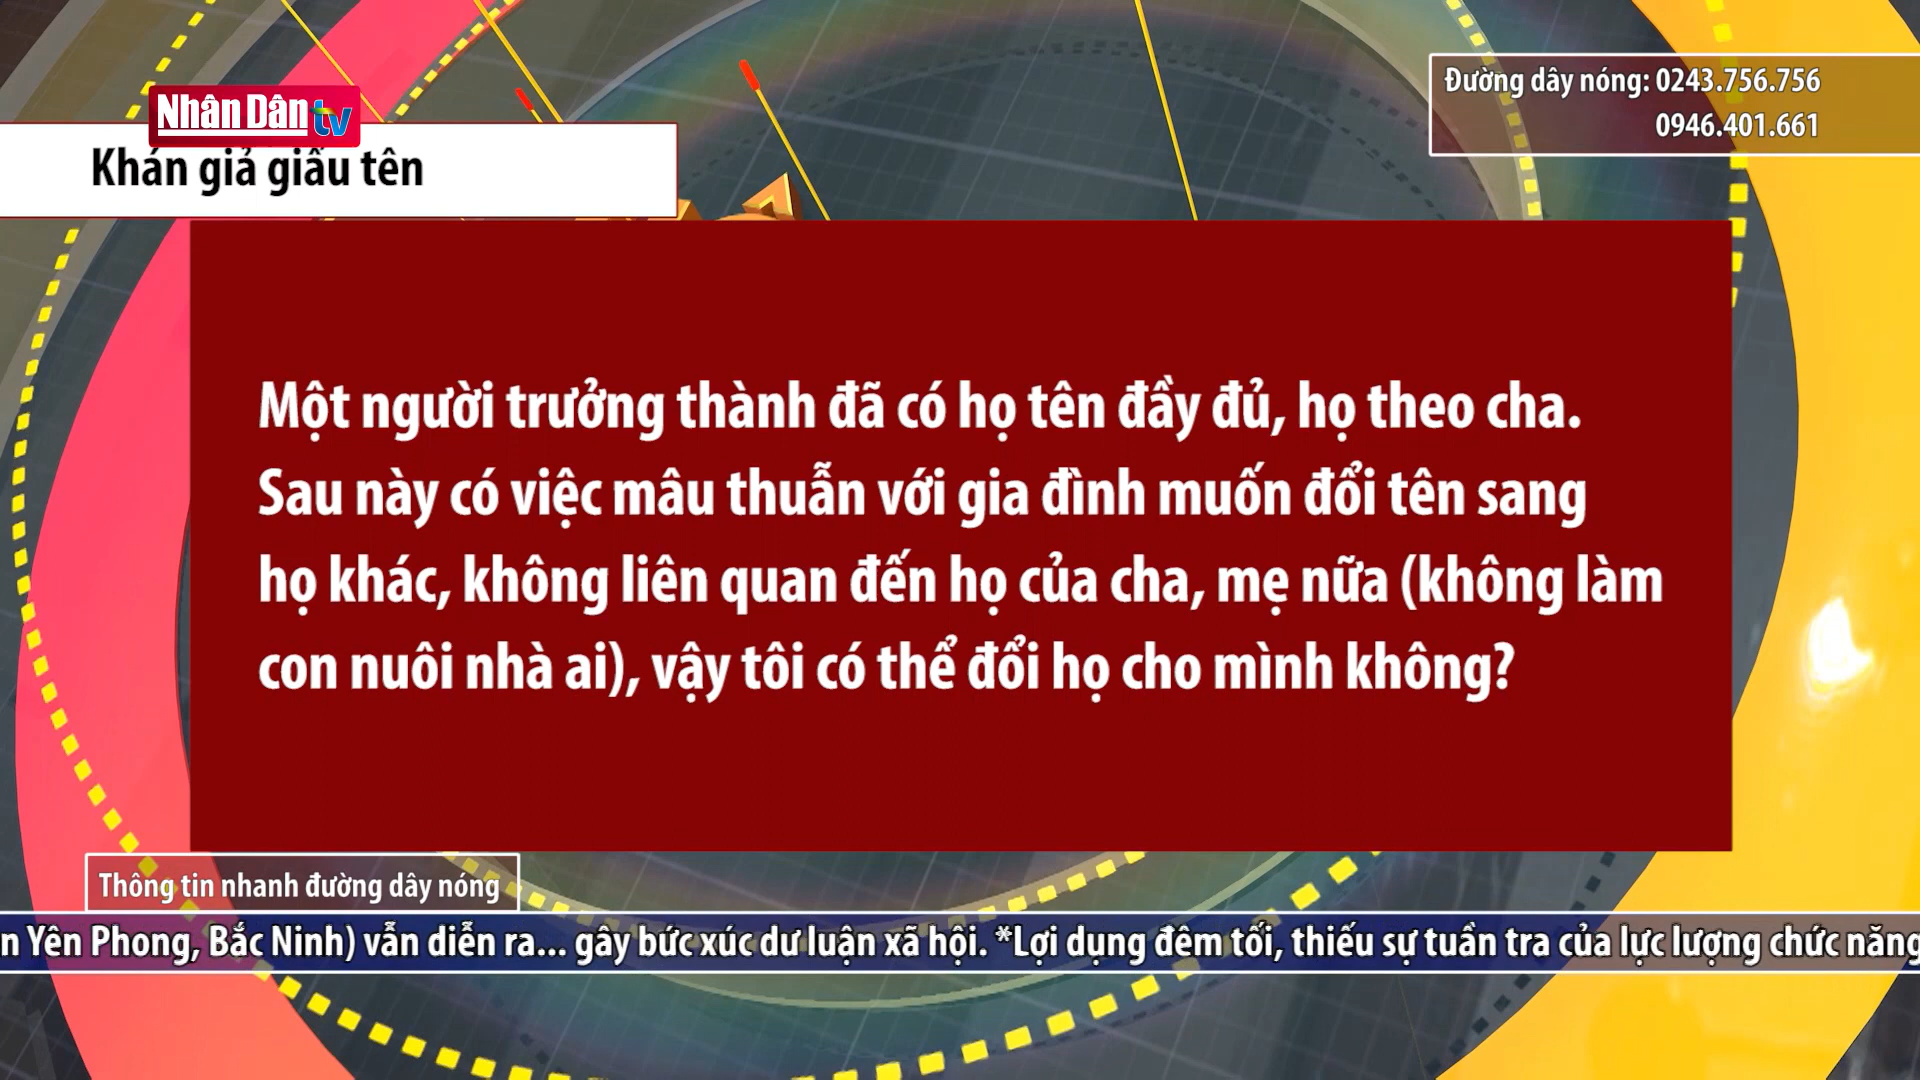 Nhân Dân tv
Đường dây nóng: 0243.756.756
0946.401.661
Khán giả giấu tên
Một người trưởng thành đã có họ tên đầy đủ, họ theo cha.
Sau này có việc mâu thuẫn với gia đình muốn đổi tên sang
họ khác, không liên quan đến họ của cha, mẹ nữa (không làm
con nuôi nhà ai), vậy tôi có thể đổi họ cho mình không?
Thông tin nhanh đường dây nóng
n Yên Phong, Bắc Ninh) vẫn diễn ra... gây bức xúc dư luận xã hội. *Lợi dụng đêm tối, thiếu sự tuần tra của lực lượng chức năng